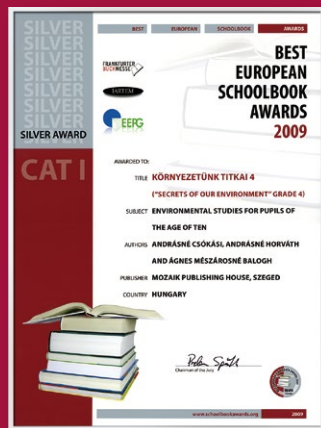 SILVER
SILVER
SILVER
SILVER
SILVER
SILVER
SILVER
SILVER AWARD
CAT I
BEST EUROPEAN SCHOOLBOOK AWARDS
FRANKFURTER
BUCHMESSE
IARTEM
EEPG
BEST
EUROPEAN
SCHOOLBOOK
AWARDS
2009
AWARDED TO:
TITLE KÖRNYEZETÜNK TITKAI 4
("SECRETS OF OUR ENVIRONMENT" GRADE 4)
SUBJECT ENVIRONMENTAL STUDIES FOR PUPILS OF
THE AGE OF TEN
AUTHORS ANDRÁSNÉ CSÓKÁSI, ANDRÁSNÉ HORVÁTH
AND ÁGNES MÉSZÁROSNÉ BALOGH
PUBLISHER MOZAIK PUBLISHING HOUSE, SZEGED
COUNTRY HUNGARY
Chairman of the Jury
www.schoolbookawards.org
2009